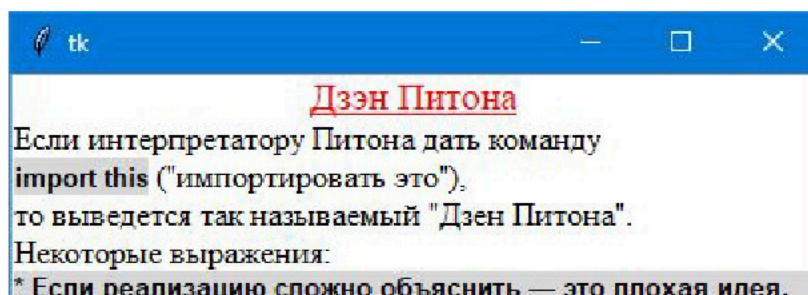 tk
Дзэн Питона
Если интерпретатору Питона дать команду
import this ("импортировать это"),
то выведется так называемый "Дзен Питона".
Некоторые выражения:
* Если реализацию сложно объяснить — это плохая идея.